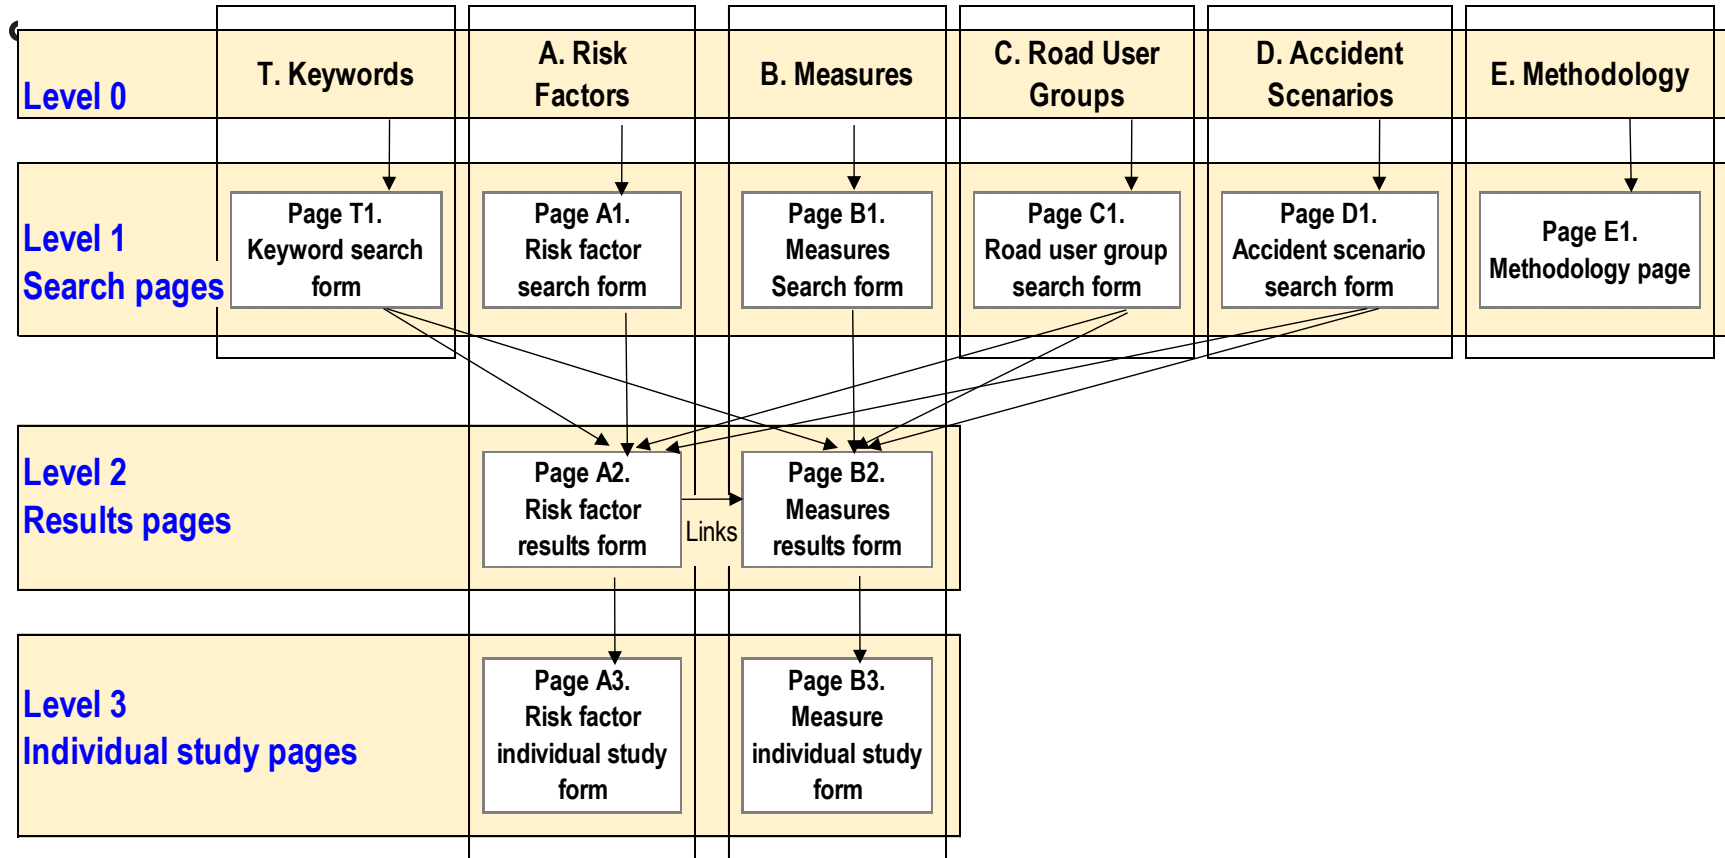 Level 0
T. Keywords
A. Risk
Factors
B. Measures
C. Road User
Groups
D. Accident
Scenarios
E. Methodology
Level 1
Search pages
Page T1.
Keyword search
form
Page A1.
Risk factor
search form
Page B1.
Measures
Search form
Page C1.
Road user group
search form
Page D1.
Accident scenario
search form
Page E1.
Methodology page
Level 2
Results pages
Page A2.
Risk factor
results form
Links
Page B2.
Measures
results form
Level 3
Individual study pages
Page A3.
Risk factor
individual study
form
Page B3.
Measure
individual study
form